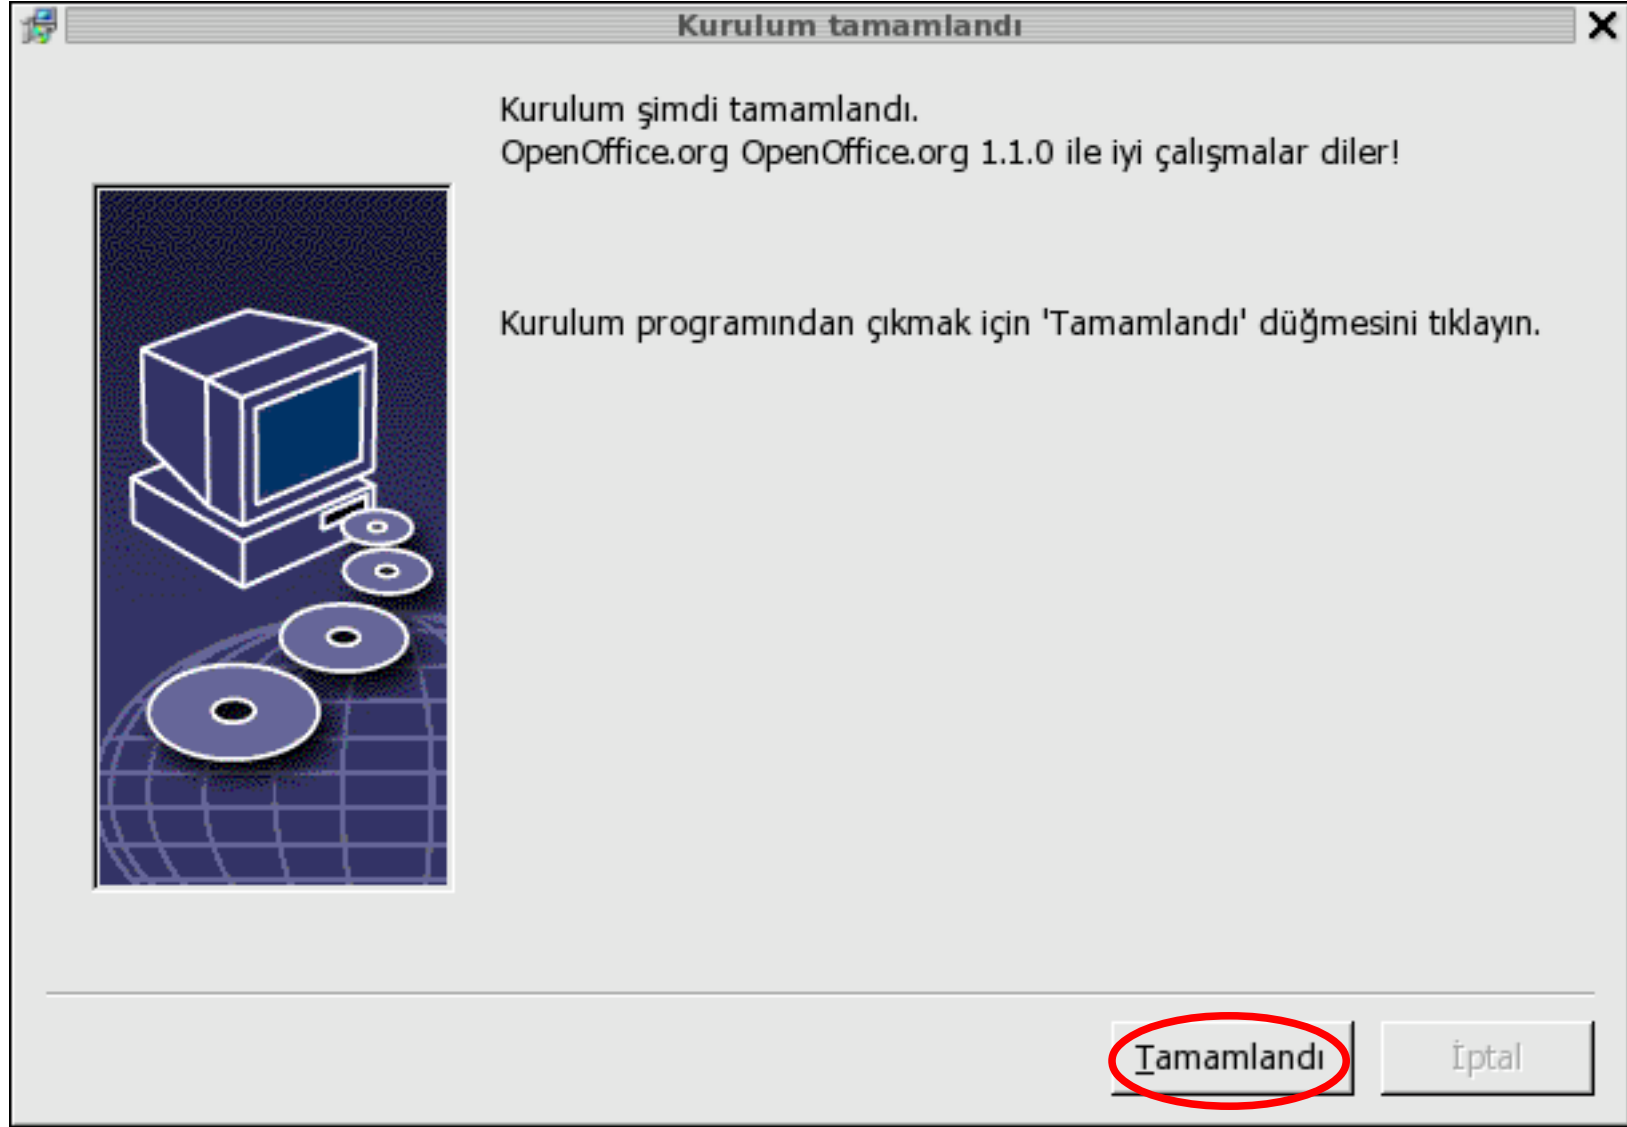 Kurulum tamamlandı
Kurulum şimdi tamamlandı.
OpenOffice.org OpenOffice.org 1.1.0 ile iyi çalışmalar diler!
Kurulum programından çıkmak için 'Tamamlandı' düğmesini tıklayın.
Tamamlandı
İptal